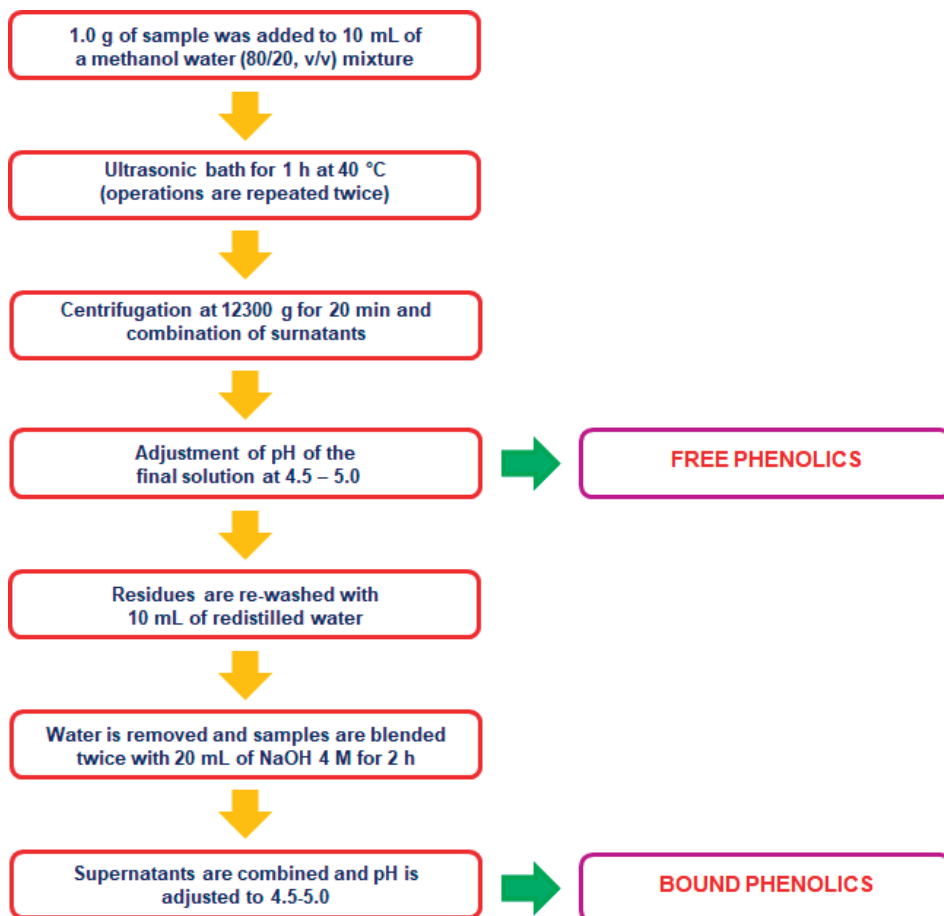 1.0 g of sample was added to 10 mL of
a methanol water (80/20, v/v) mixture
Ultrasonic bath for 1 h at 40 °C
(operations are repeated twice)
Centrifugation at 12300 g for 20 min and
combination of surnatants
Adjustment of pH of the
final solution at 4.5 – 5.0
FREE PHENOLICS
Residues are re-washed with
10 mL of redistilled water
Water is removed and samples are blended
twice with 20 mL of NaOH 4 M for 2 h
Supernatants are combined and pH is
adjusted to 4.5-5.0
BOUND PHENOLICS